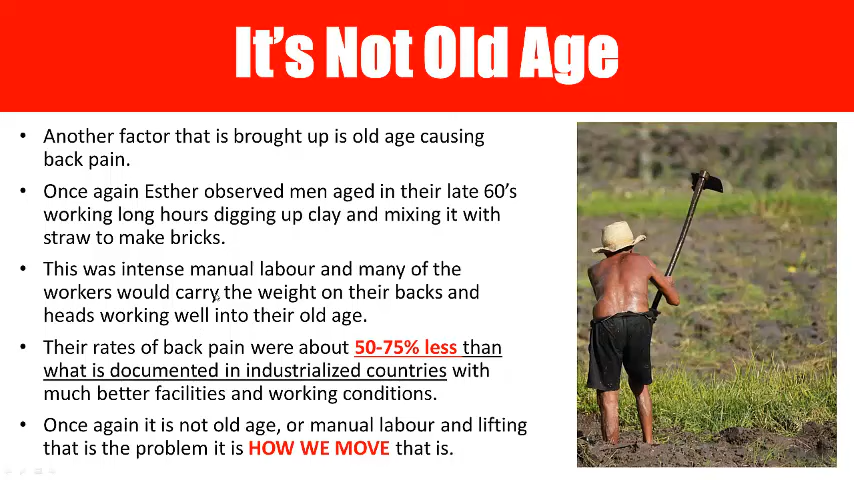 It's Not Old Age
• Another factor that is brought up is old age causing
back pain.
• Once again Esther observed men aged in their late 60's
working long hours digging up clay and mixing it with
straw to make bricks.
• This was intense manual labour and many of the
workers would carry the weight on their backs and
heads working well into their old age.
• Their rates of back pain were about 50-75% less than
what is documented in industrialized countries with
much better facilities and working conditions.
• Once again it is not old age, or manual labour and lifting
that is the problem it is HOW WE MOVE that is.